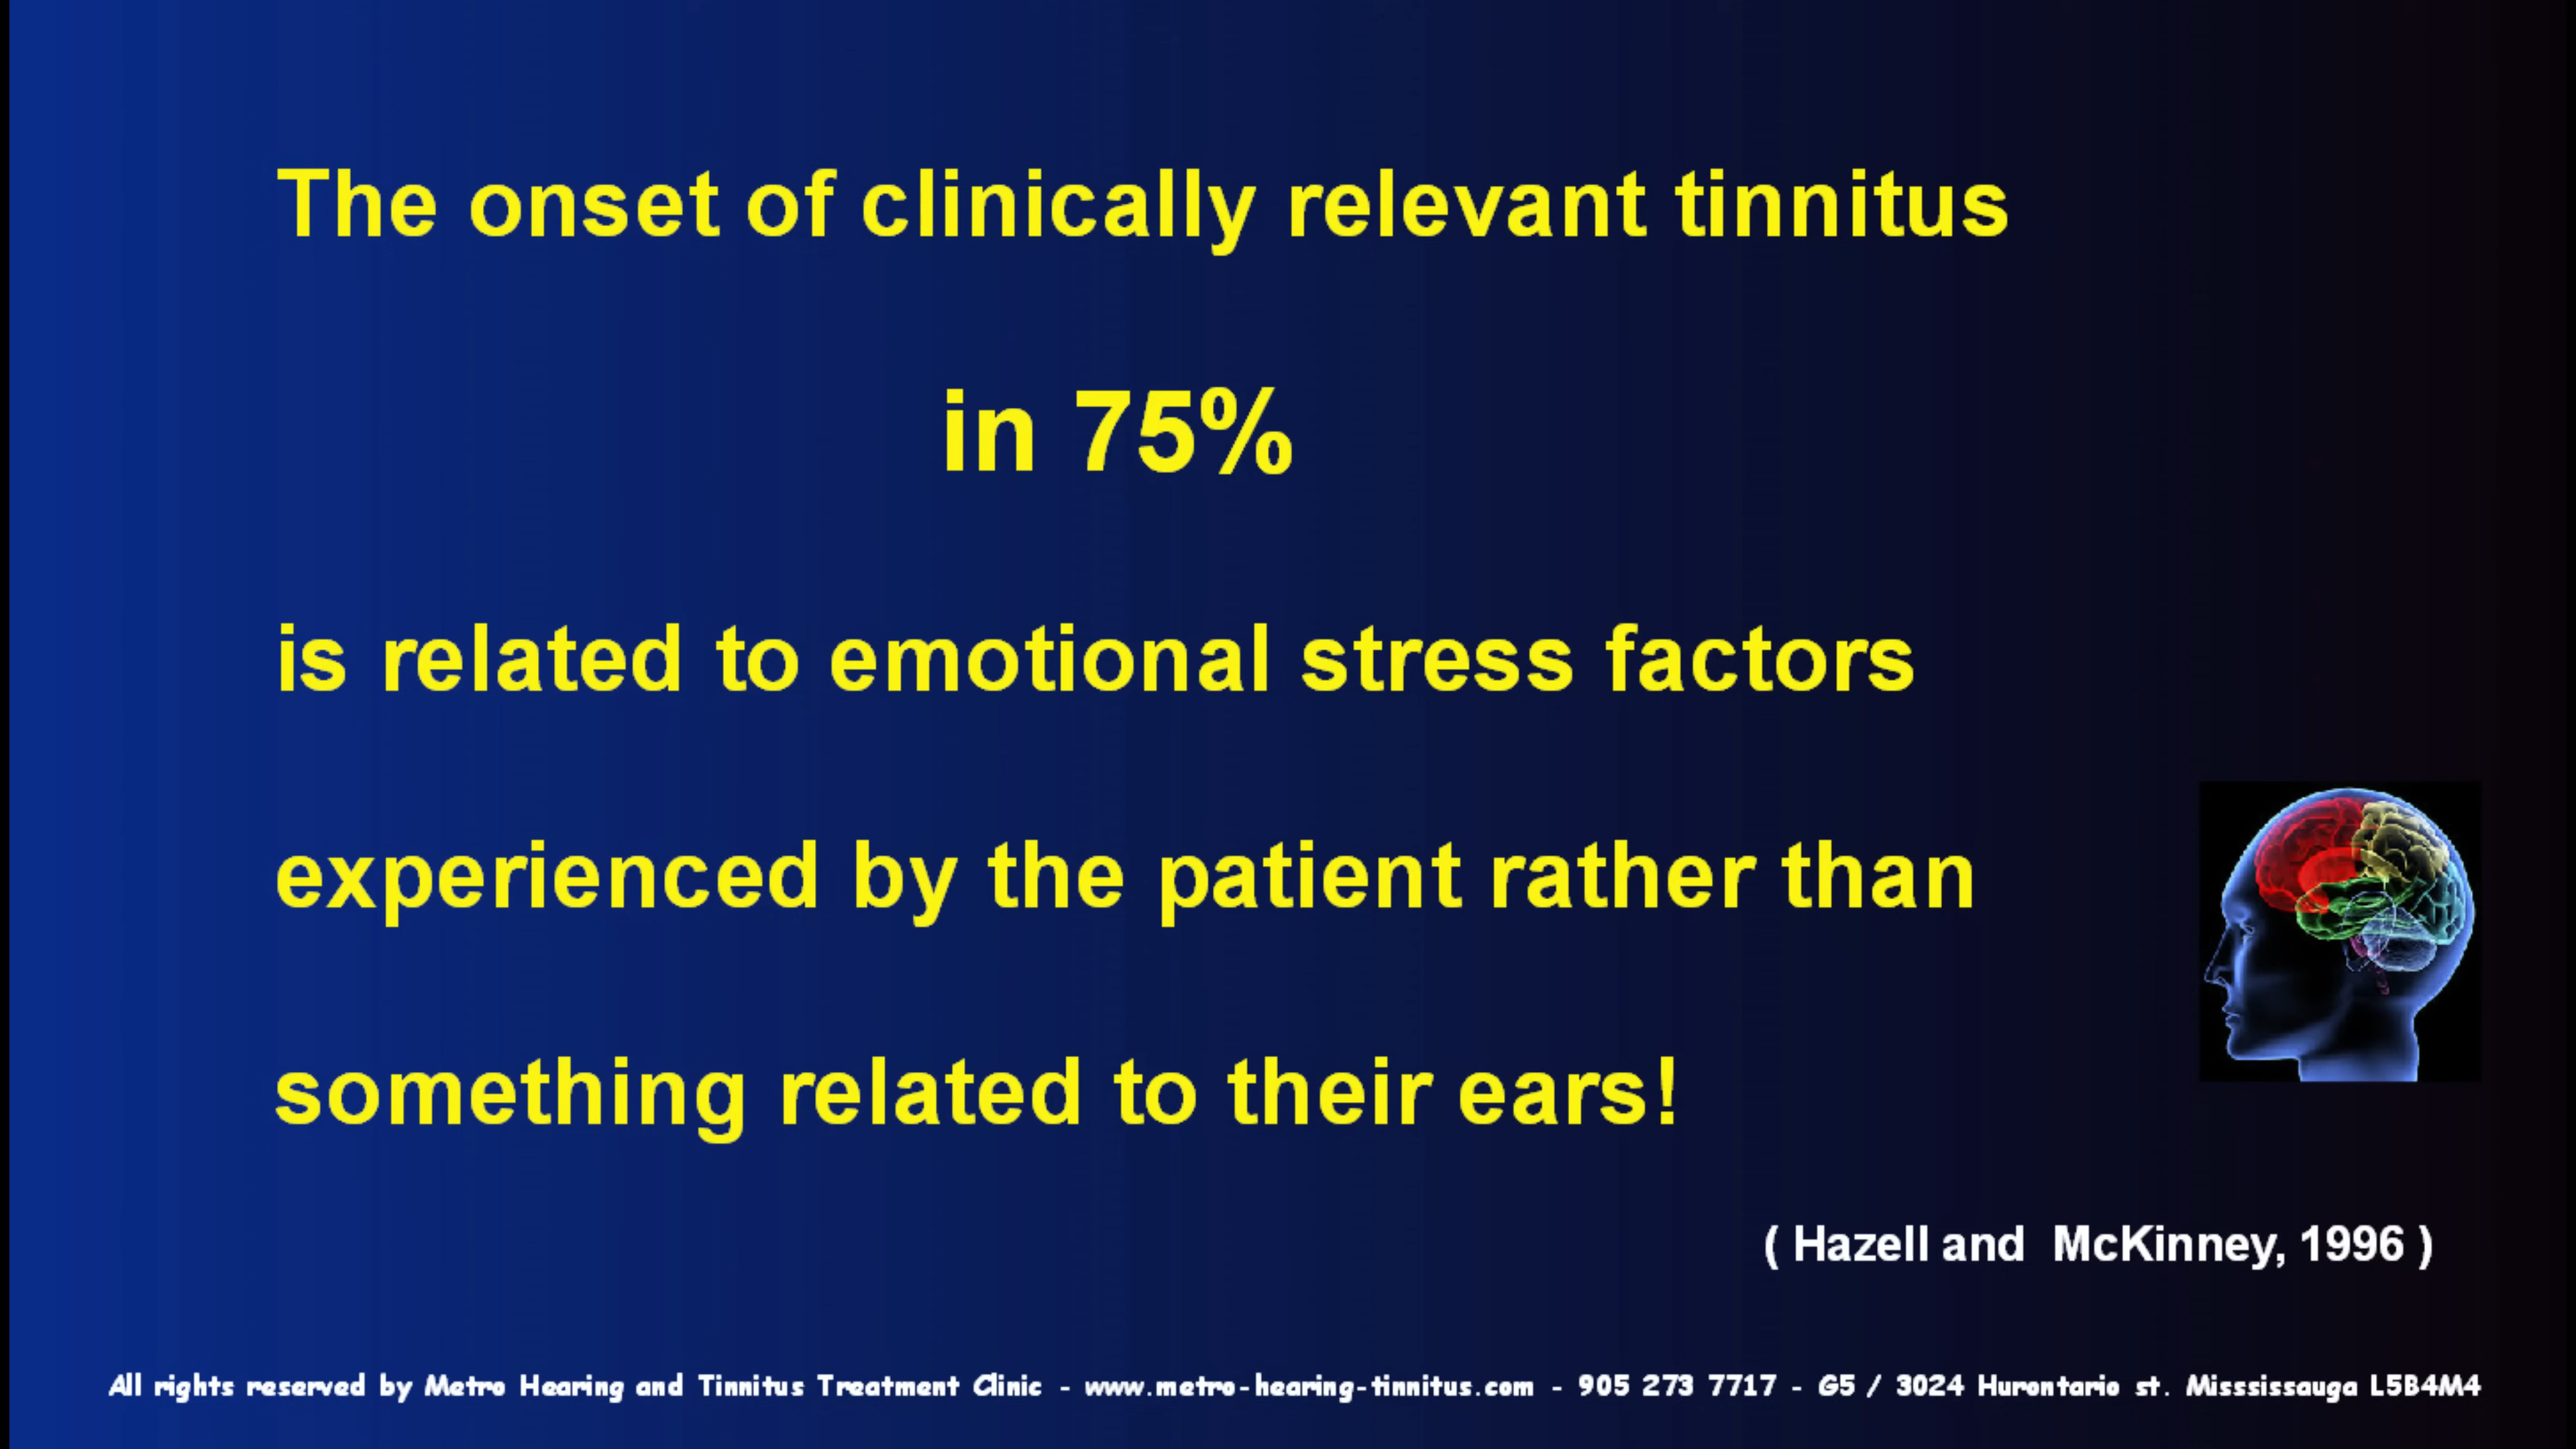 The onset of clinically relevant tinnitus
in 75%
is related to emotional stress factors
experienced by the patient rather than
something related to their ears!
( Hazell and McKinney, 1996 )
All rights reserved by Metro Hearing and Tinnitus Treatment Clinic - www.metro-hearing-tinnitus.com - 905 273 7717 - G5 / 3024 Hurontario st. Misssissauga L5B4M4